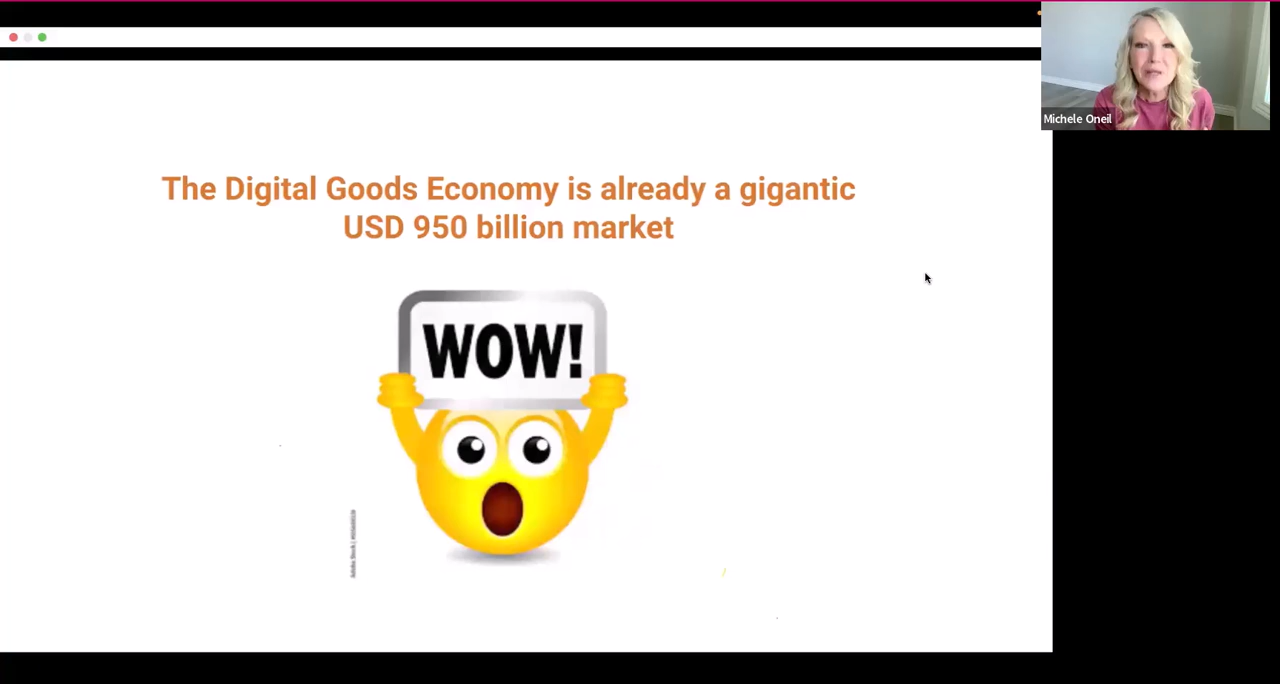 Michele Oneil
The Digital Goods Economy is already a gigantic
USD 950 billion market
WOW!